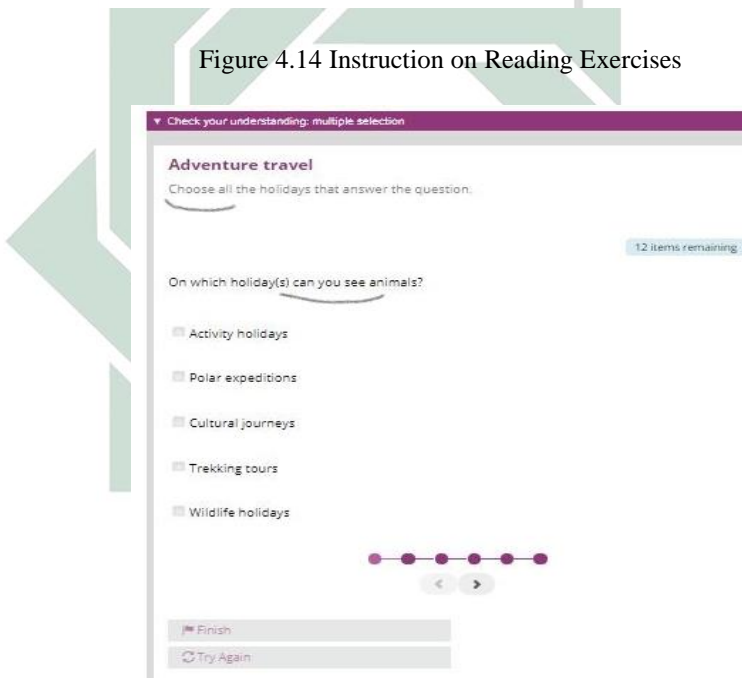 Figure 4.14 Instruction on Reading Exercises
Check your understanding: multiple selection
Adventure travel
Choose all the holidays that answer the question.
12 items remaining
On which holiday(s) can you see animals?
Activity holidays
Polar expeditions
Cultural journeys
Trekking tours
Wildlife holidays
Finish
Try Again